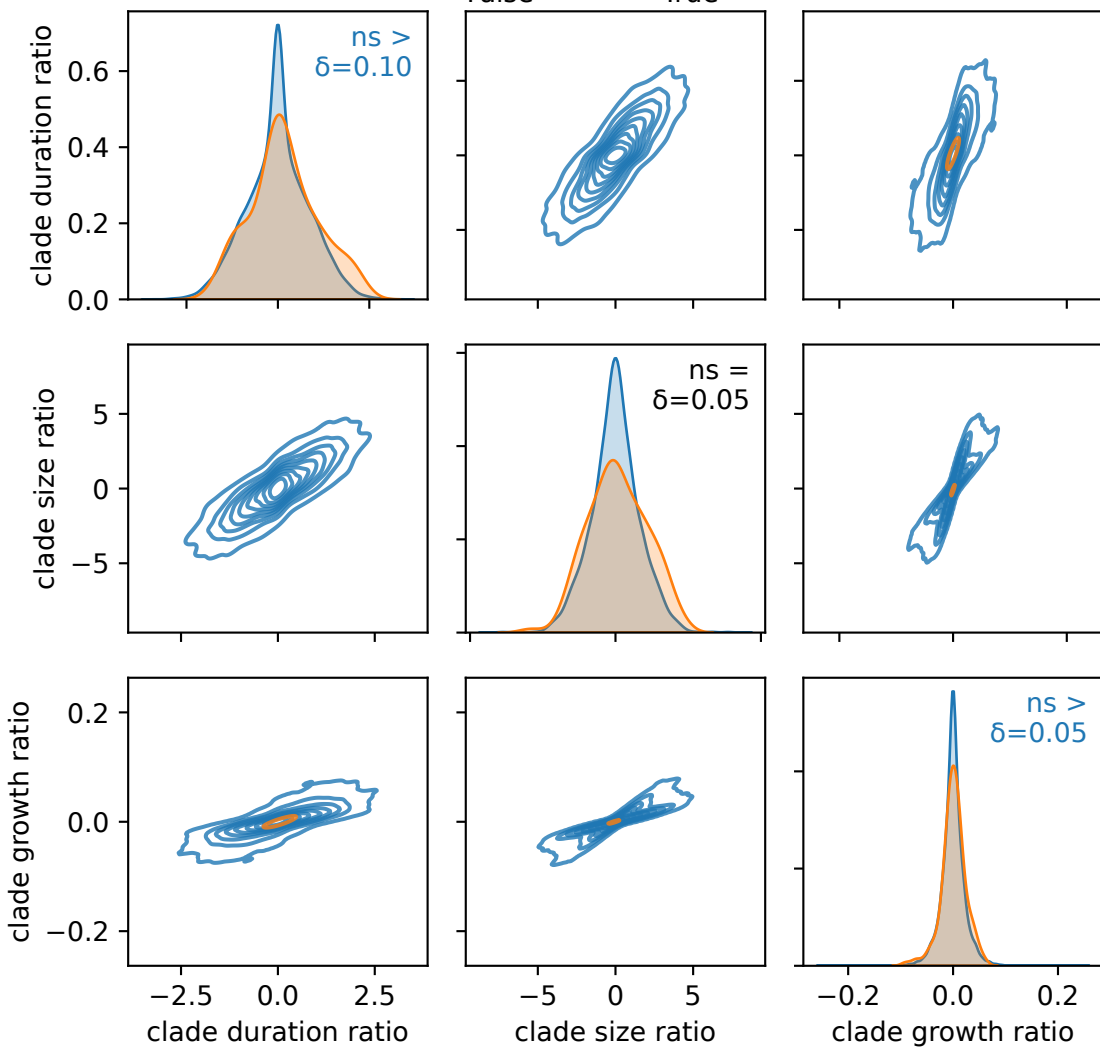 clade duration ratio
0.6
0.4
0.2
0.0
ns >
δ=0.10
clade size ratio
5
0
−5
ns =
δ=0.05
clade growth ratio
0.2
0.0
−0.2
ns >
δ=0.05
−2.5 0.0 2.5
−5 0 5
−0.2 0.0 0.2
clade duration ratio
clade size ratio
clade growth ratio